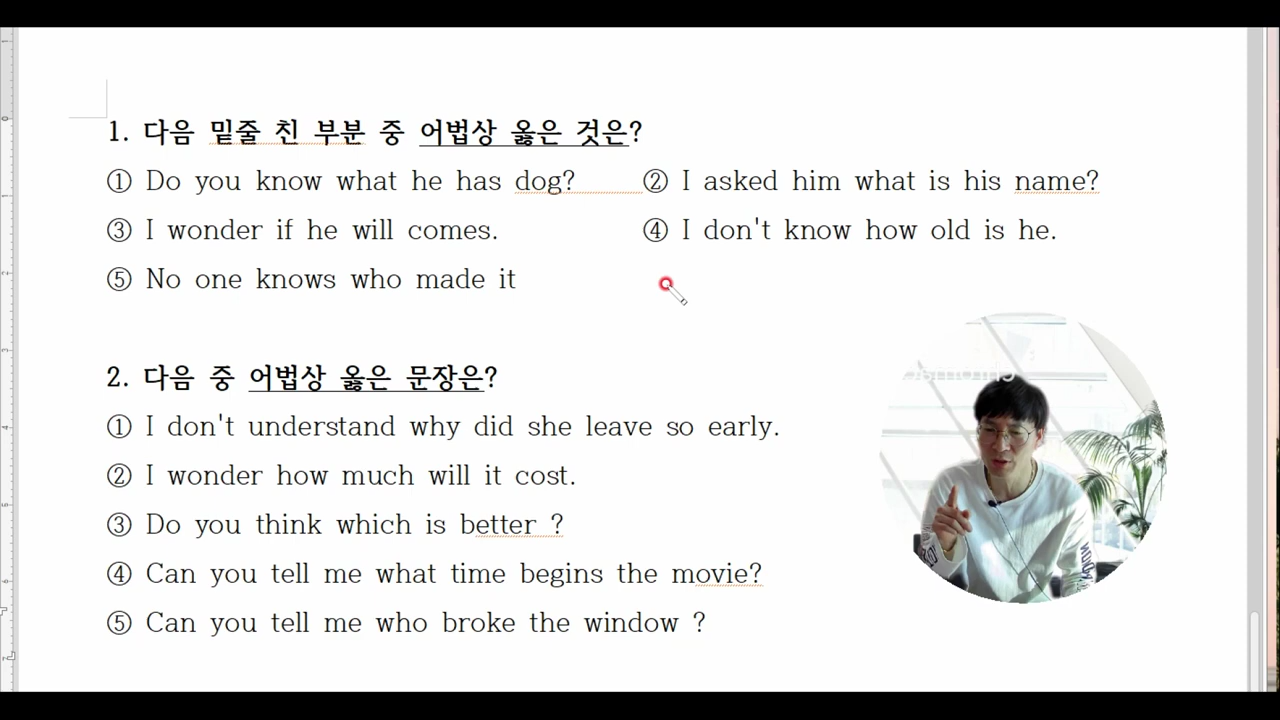 1. 다음 밑줄 친 부분 중 어법상 옳은 것은?
① Do you know what he has dog? ② I asked him what is his name?
③ I wonder if he will comes. ④ I don't know how old is he.
⑤ No one knows who made it
2. 다음 중 어법상 옳은 문장은?
① I don't understand why did she leave so early.
② I wonder how much will it cost.
③ Do you think which is better ?
④ Can you tell me what time begins the movie?
⑤ Can you tell me who broke the window ?